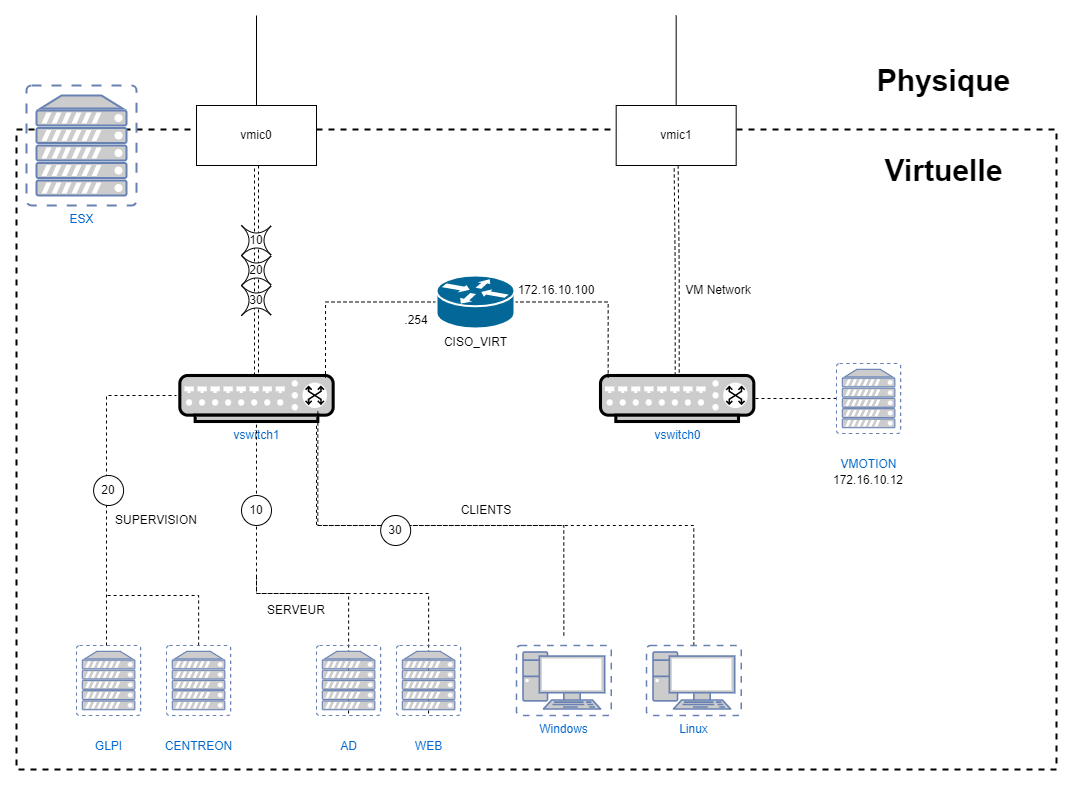 Physique
vmic0
vmic1
Virtuelle
ESX
10
20
30
172.16.10.100
VM Network
.254
CISO_VIRT
vswitch1
vswitch0
VMOTION
172.16.10.12
20
10
SUPERVISION
CLIENTS
30
SERVEUR
GLPI
CENTREON
AD
WEB
Windows
Linux